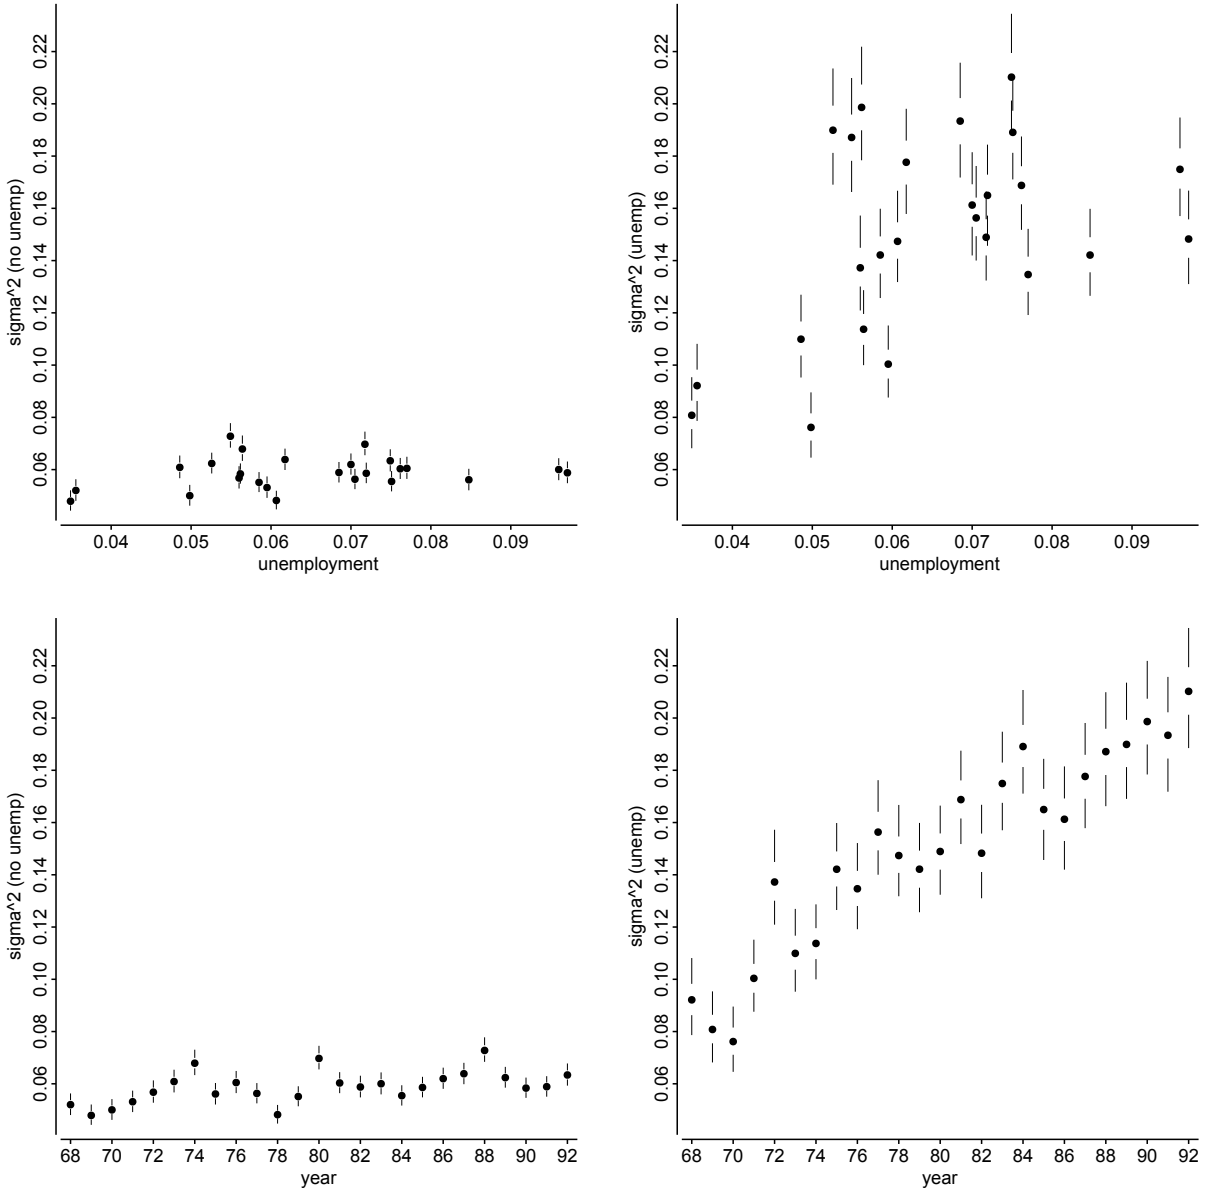 sigma^2 (no unemp)
0.06 0.08 0.10 0.12 0.14 0.16 0.18 0.20 0.22
0.04 0.05 0.06 0.07 0.08 0.09
unemployment
sigma^2 (unemp)
0.06 0.08 0.10 0.12 0.14 0.16 0.18 0.20 0.22
0.04 0.05 0.06 0.07 0.08 0.09
unemployment
sigma^2 (no unemp)
0.06 0.08 0.10 0.12 0.14 0.16 0.18 0.20 0.22
68 70 72 74 76 78 80 82 84 86 88 90 92
year
sigma^2 (unemp)
0.06 0.08 0.10 0.12 0.14 0.16 0.18 0.20 0.22
68 70 72 74 76 78 80 82 84 86 88 90 92
year